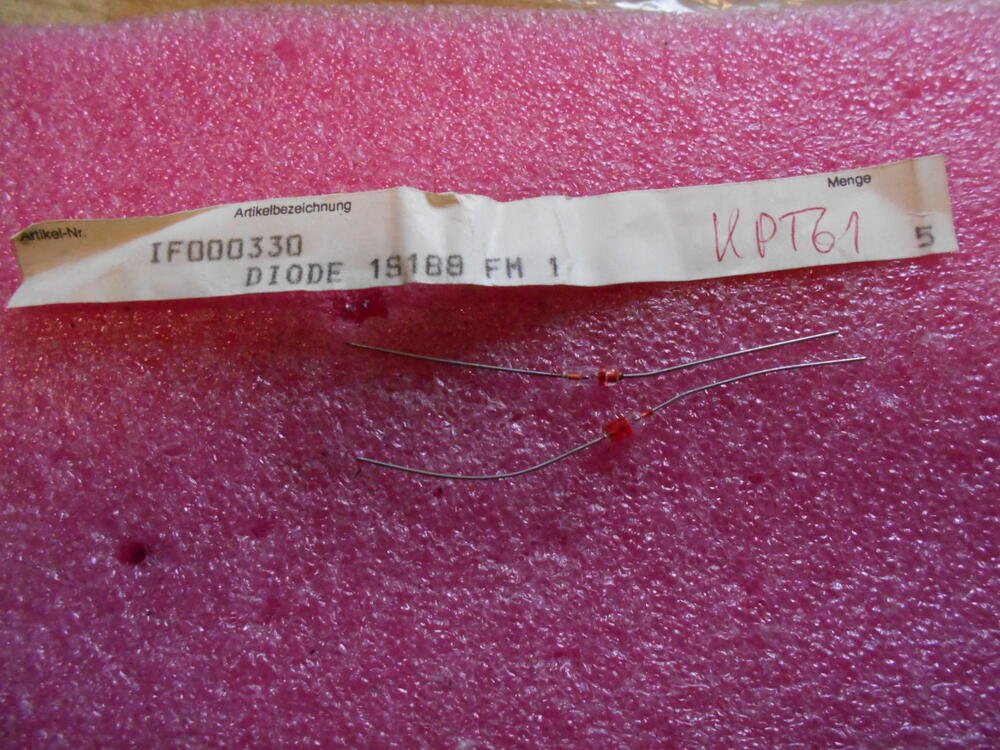 Artikel-Nr. Artikelbezeichnung Menge
IF000330 KPT61 5
DIODE 1S188 FM 1